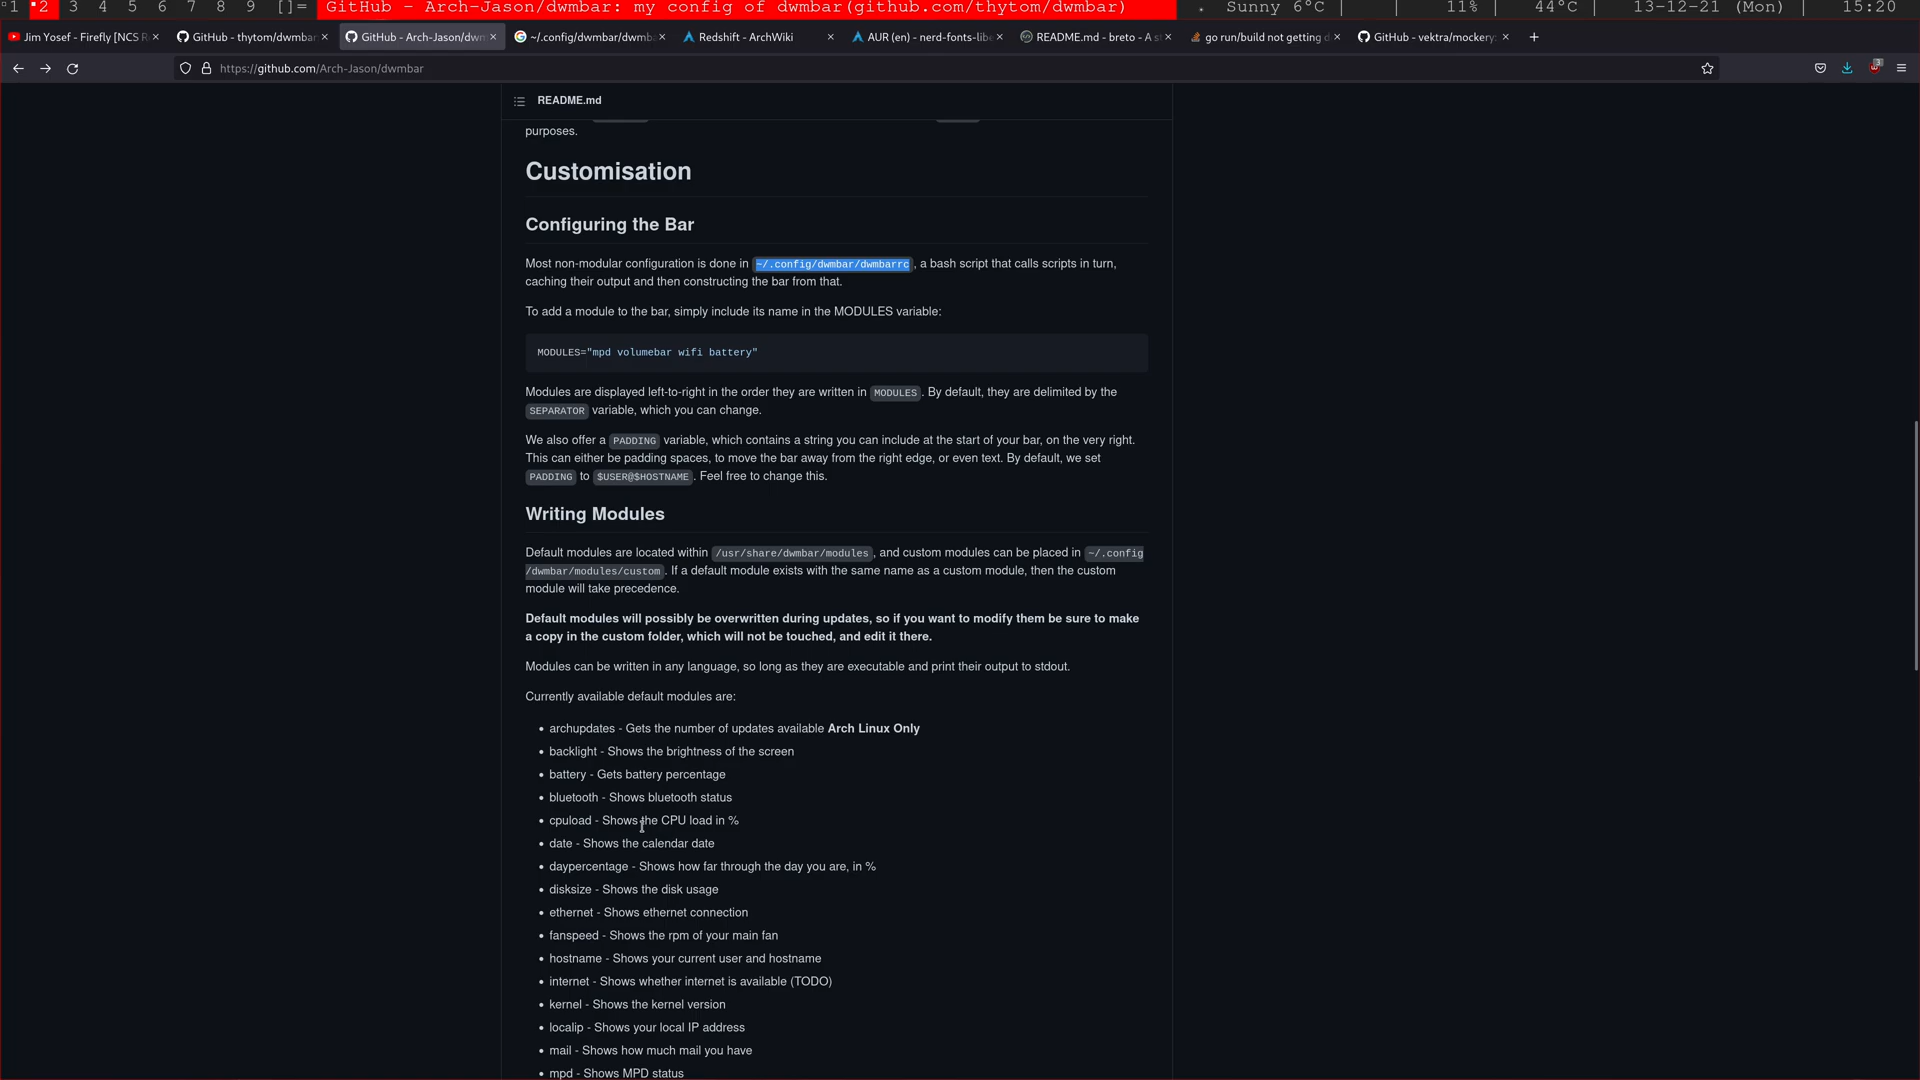 1 2 3 4 5 6 7 8 9 []= GitHub - Arch-Jason/dwmbar: my config of dwmbar(github.com/thytom/dwmbar) Sunny 6°C | | 11% | 44°C | 13-12-21 (Mon) | 15:20
Jim Yosef - Firefly [NCS R × GitHub - thytom/dwmbar: × GitHub - Arch-Jason/dwm × ~/.config/dwmbar/dwmb × Redshift - ArchWiki × AUR (en) - nerd-fonts-libe × README.md - breto - A s × go run/build not getting d × GitHub - vektra/mockery: × +
https://github.com/Arch-Jason/dwmbar 3
README.md
purposes.
Customisation
Configuring the Bar
Most non-modular configuration is done in ~/.config/dwmbar/dwmbarrc , a bash script that calls scripts in turn,
caching their output and then constructing the bar from that.
To add a module to the bar, simply include its name in the MODULES variable:
MODULES="mpd volumebar wifi battery"
Modules are displayed left-to-right in the order they are written in MODULES . By default, they are delimited by the
SEPARATOR variable, which you can change.
We also offer a PADDING variable, which contains a string you can include at the start of your bar, on the very right.
This can either be padding spaces, to move the bar away from the right edge, or even text. By default, we set
PADDING to $USER@$HOSTNAME . Feel free to change this.
Writing Modules
Default modules are located within /usr/share/dwmbar/modules , and custom modules can be placed in ~/.config
/dwmbar/modules/custom . If a default module exists with the same name as a custom module, then the custom
module will take precedence.
Default modules will possibly be overwritten during updates, so if you want to modify them be sure to make
a copy in the custom folder, which will not be touched, and edit it there.
Modules can be written in any language, so long as they are executable and print their output to stdout.
Currently available default modules are:
• archupdates - Gets the number of updates available Arch Linux Only
• backlight - Shows the brightness of the screen
• battery - Gets battery percentage
• bluetooth - Shows bluetooth status
• cpuload - Shows the CPU load in %
• date - Shows the calendar date
• daypercentage - Shows how far through the day you are, in %
• disksize - Shows the disk usage
• ethernet - Shows ethernet connection
• fanspeed - Shows the rpm of your main fan
• hostname - Shows your current user and hostname
• internet - Shows whether internet is available (TODO)
• kernel - Shows the kernel version
• localip - Shows your local IP address
• mail - Shows how much mail you have
• mpd - Shows MPD status